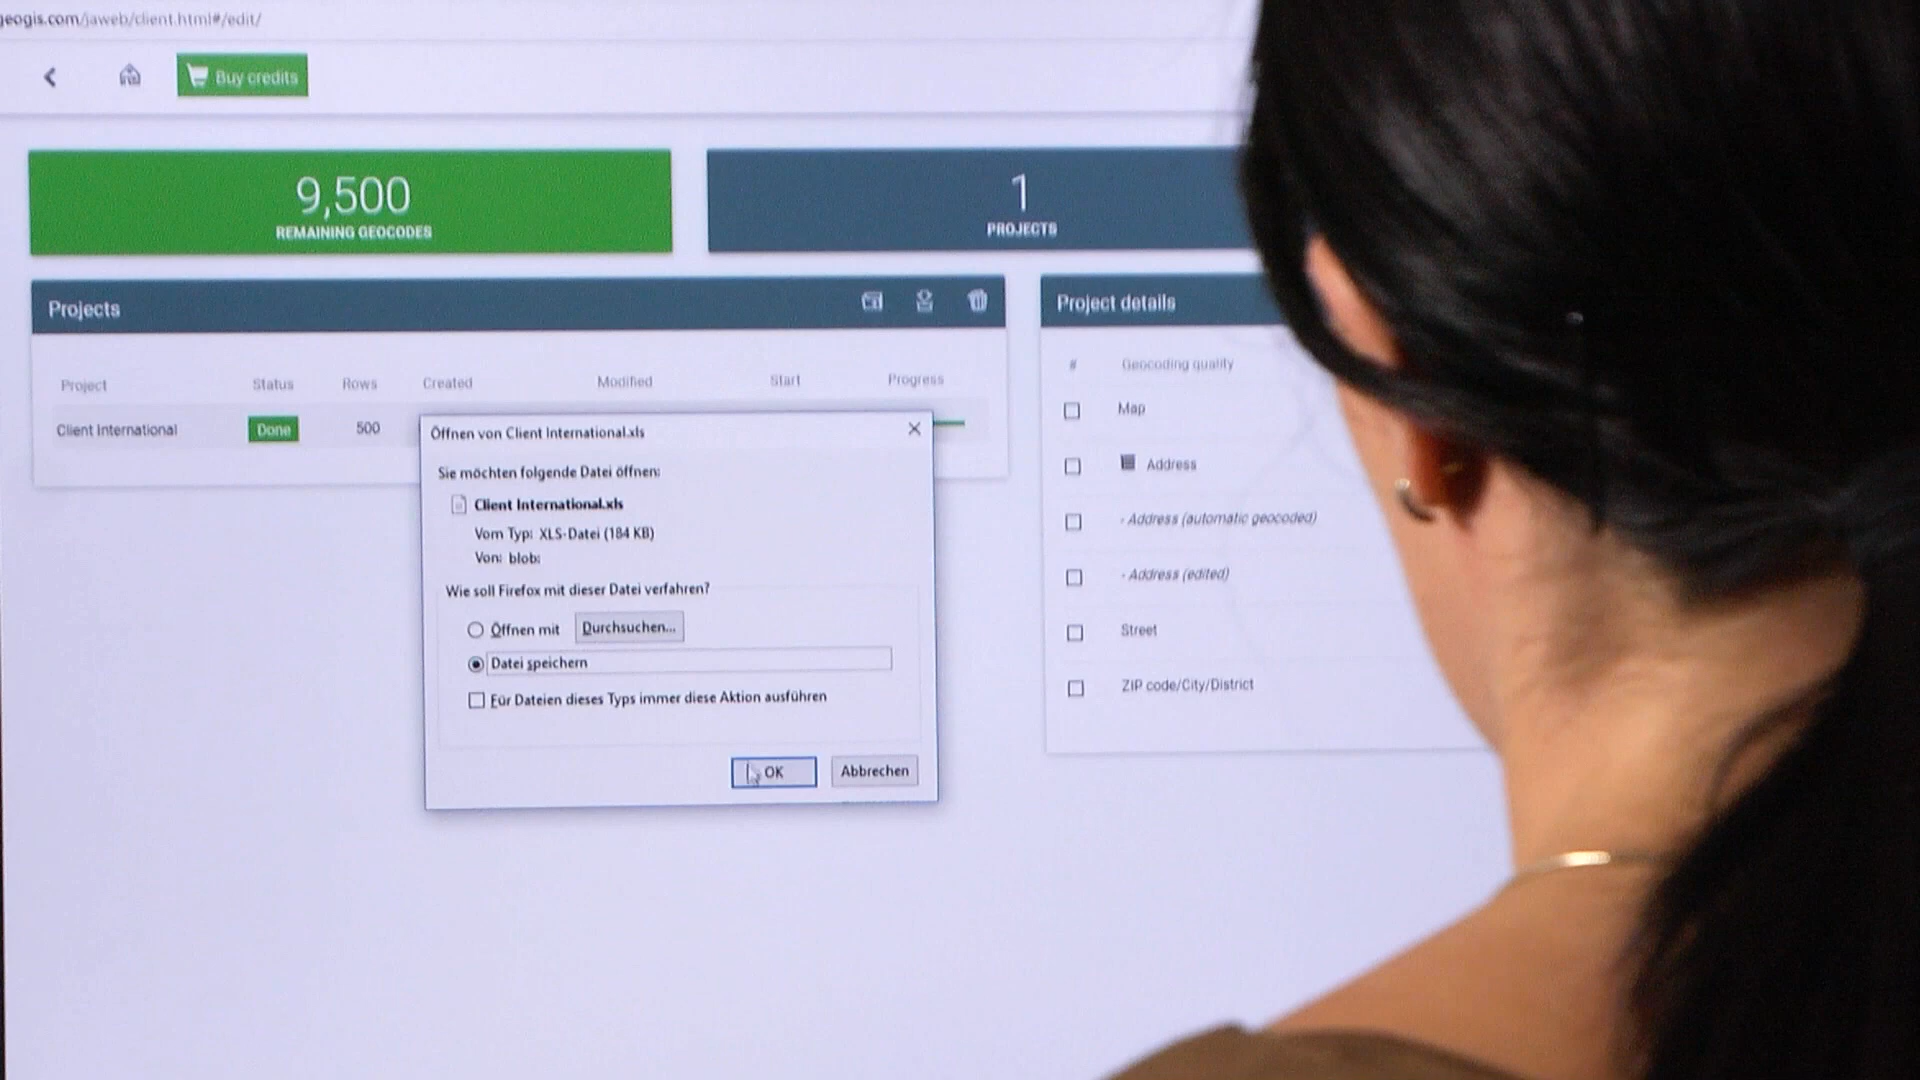 geogis.com/jaweb/client.html#/edit/
Buy credits
9,500
REMAINING GEOCODES
1
PROJECTS
Projects
Project Status Rows Created Modified Start Progress
Client International Done 500
Öffnen von Client International.xls
Sie möchten folgende Datei öffnen:
Client International.xls
Vom Typ: XLS-Datei (184 KB)
Von: blob:
Wie soll Firefox mit dieser Datei verfahren?
Öffnen mit Durchsuchen...
Datei speichern
Für Dateien dieses Typs immer diese Aktion ausführen
OK Abbrechen
Project details
# Geocoding quality
Map
Address
- Address (automatic geocoded)
- Address (edited)
Street
ZIP code/City/District